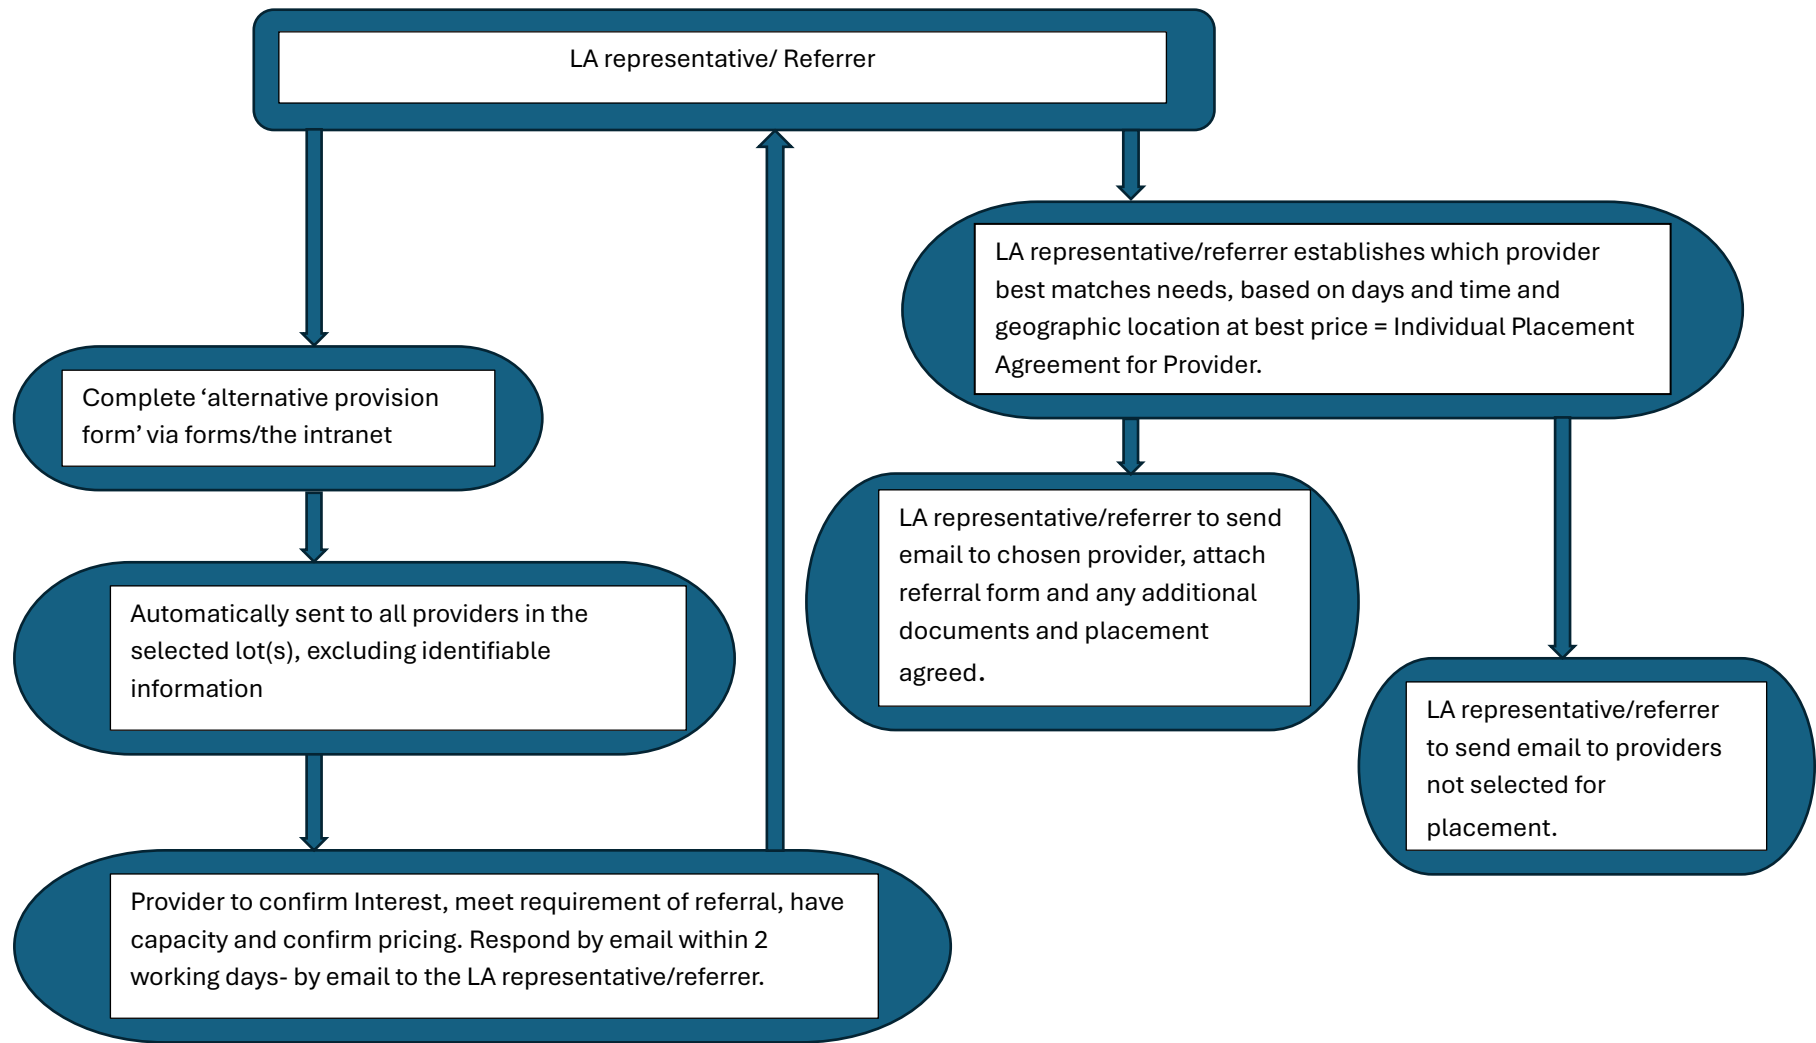 LA representative/ Referrer
Complete ‘alternative provision
form’ via forms/the intranet
Automatically sent to all providers in the
selected lot(s), excluding identifiable
information
Provider to confirm Interest, meet requirement of referral, have
capacity and confirm pricing. Respond by email within 2
working days- by email to the LA representative/referrer.
LA representative/referrer establishes which provider
best matches needs, based on days and time and
geographic location at best price = Individual Placement
Agreement for Provider.
LA representative/referrer to send
email to chosen provider, attach
referral form and any additional
documents and placement
agreed.
LA representative/referrer
to send email to providers
not selected for
placement.